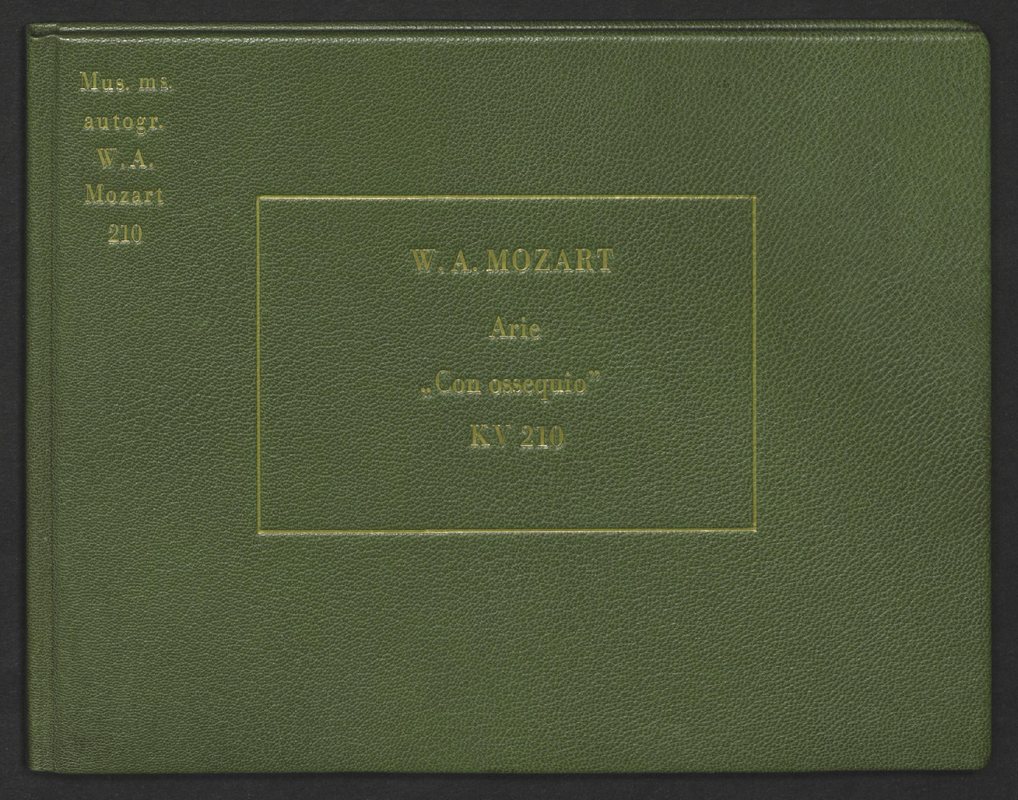 Mus. ms.
autogr.
W. A.
Mozart
210
W. A. MOZART
Arie
„Con ossequio”
KV 210